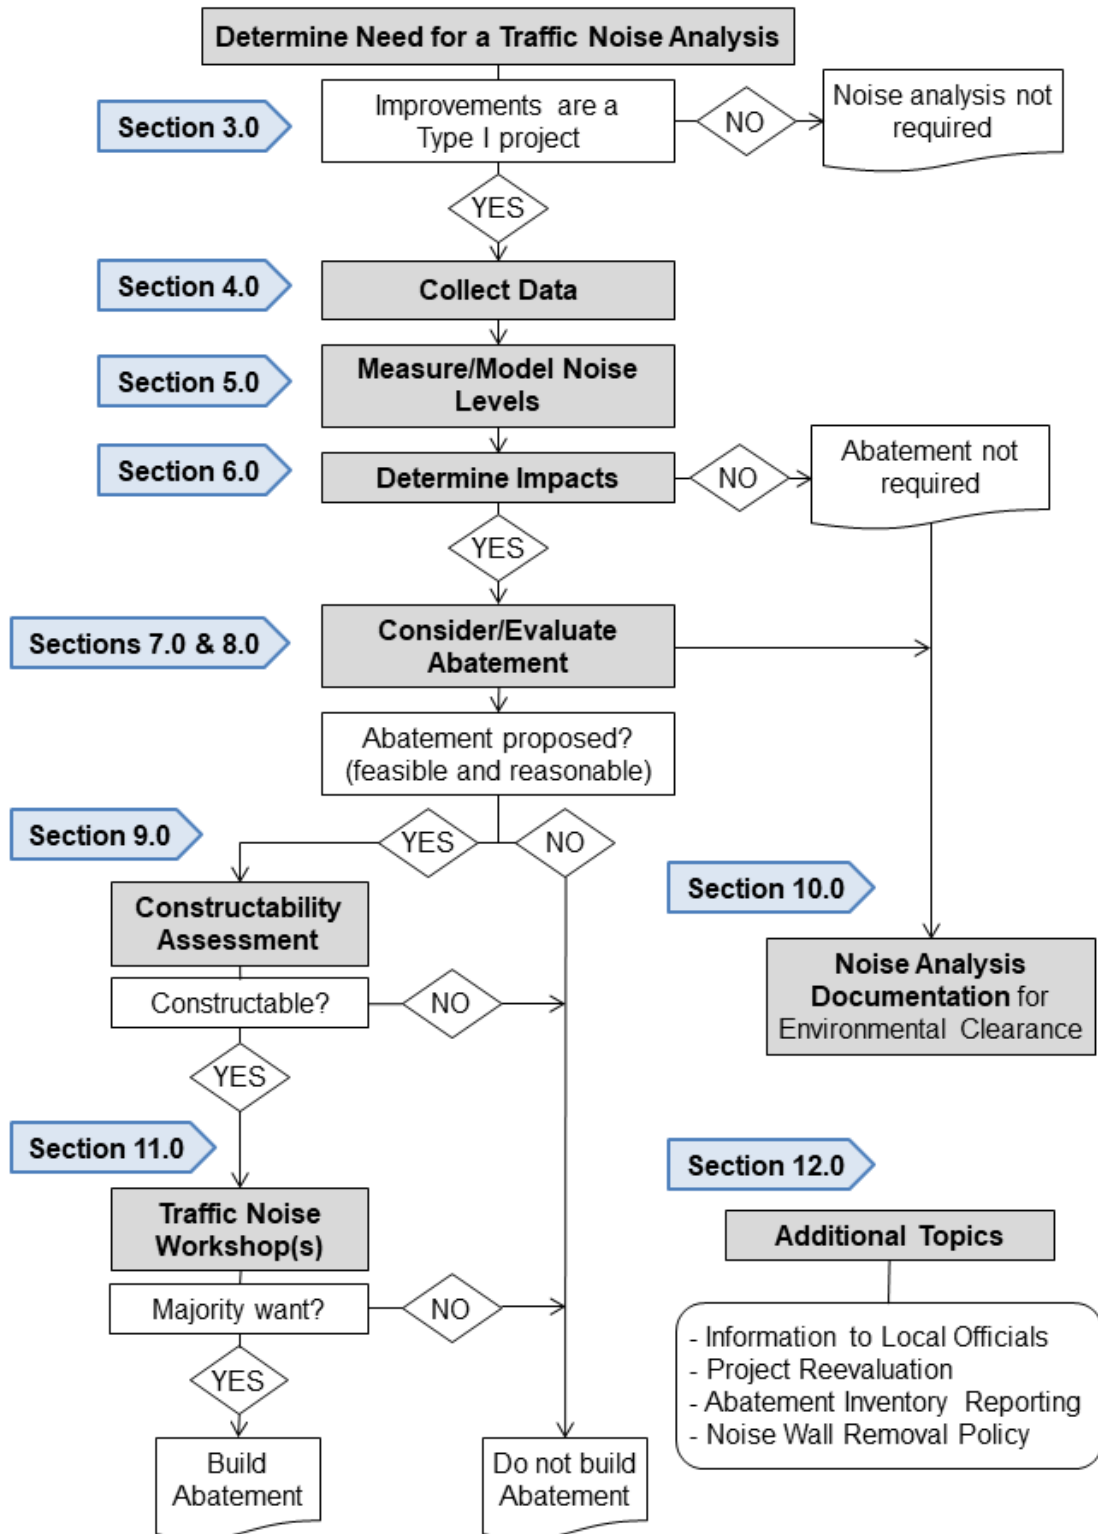 Determine Need for a Traffic Noise Analysis
Section 3.0
Improvements are a
Type I project
NO
Noise analysis not
required
YES
Section 4.0
Collect Data
Section 5.0
Measure/Model Noise
Levels
Section 6.0
Determine Impacts
NO
Abatement not
required
YES
Sections 7.0 & 8.0
Consider/Evaluate
Abatement
Abatement proposed?
(feasible and reasonable)
Section 9.0
YES
NO
Constructability
Assessment
Section 10.0
Noise Analysis
Documentation for
Environmental Clearance
Constructable?
NO
YES
Section 11.0
Traffic Noise
Workshop(s)
Majority want?
NO
YES
Build
Abatement
Do not build
Abatement
Section 12.0
Additional Topics
- Information to Local Officials
- Project Reevaluation
- Abatement Inventory Reporting
- Noise Wall Removal Policy